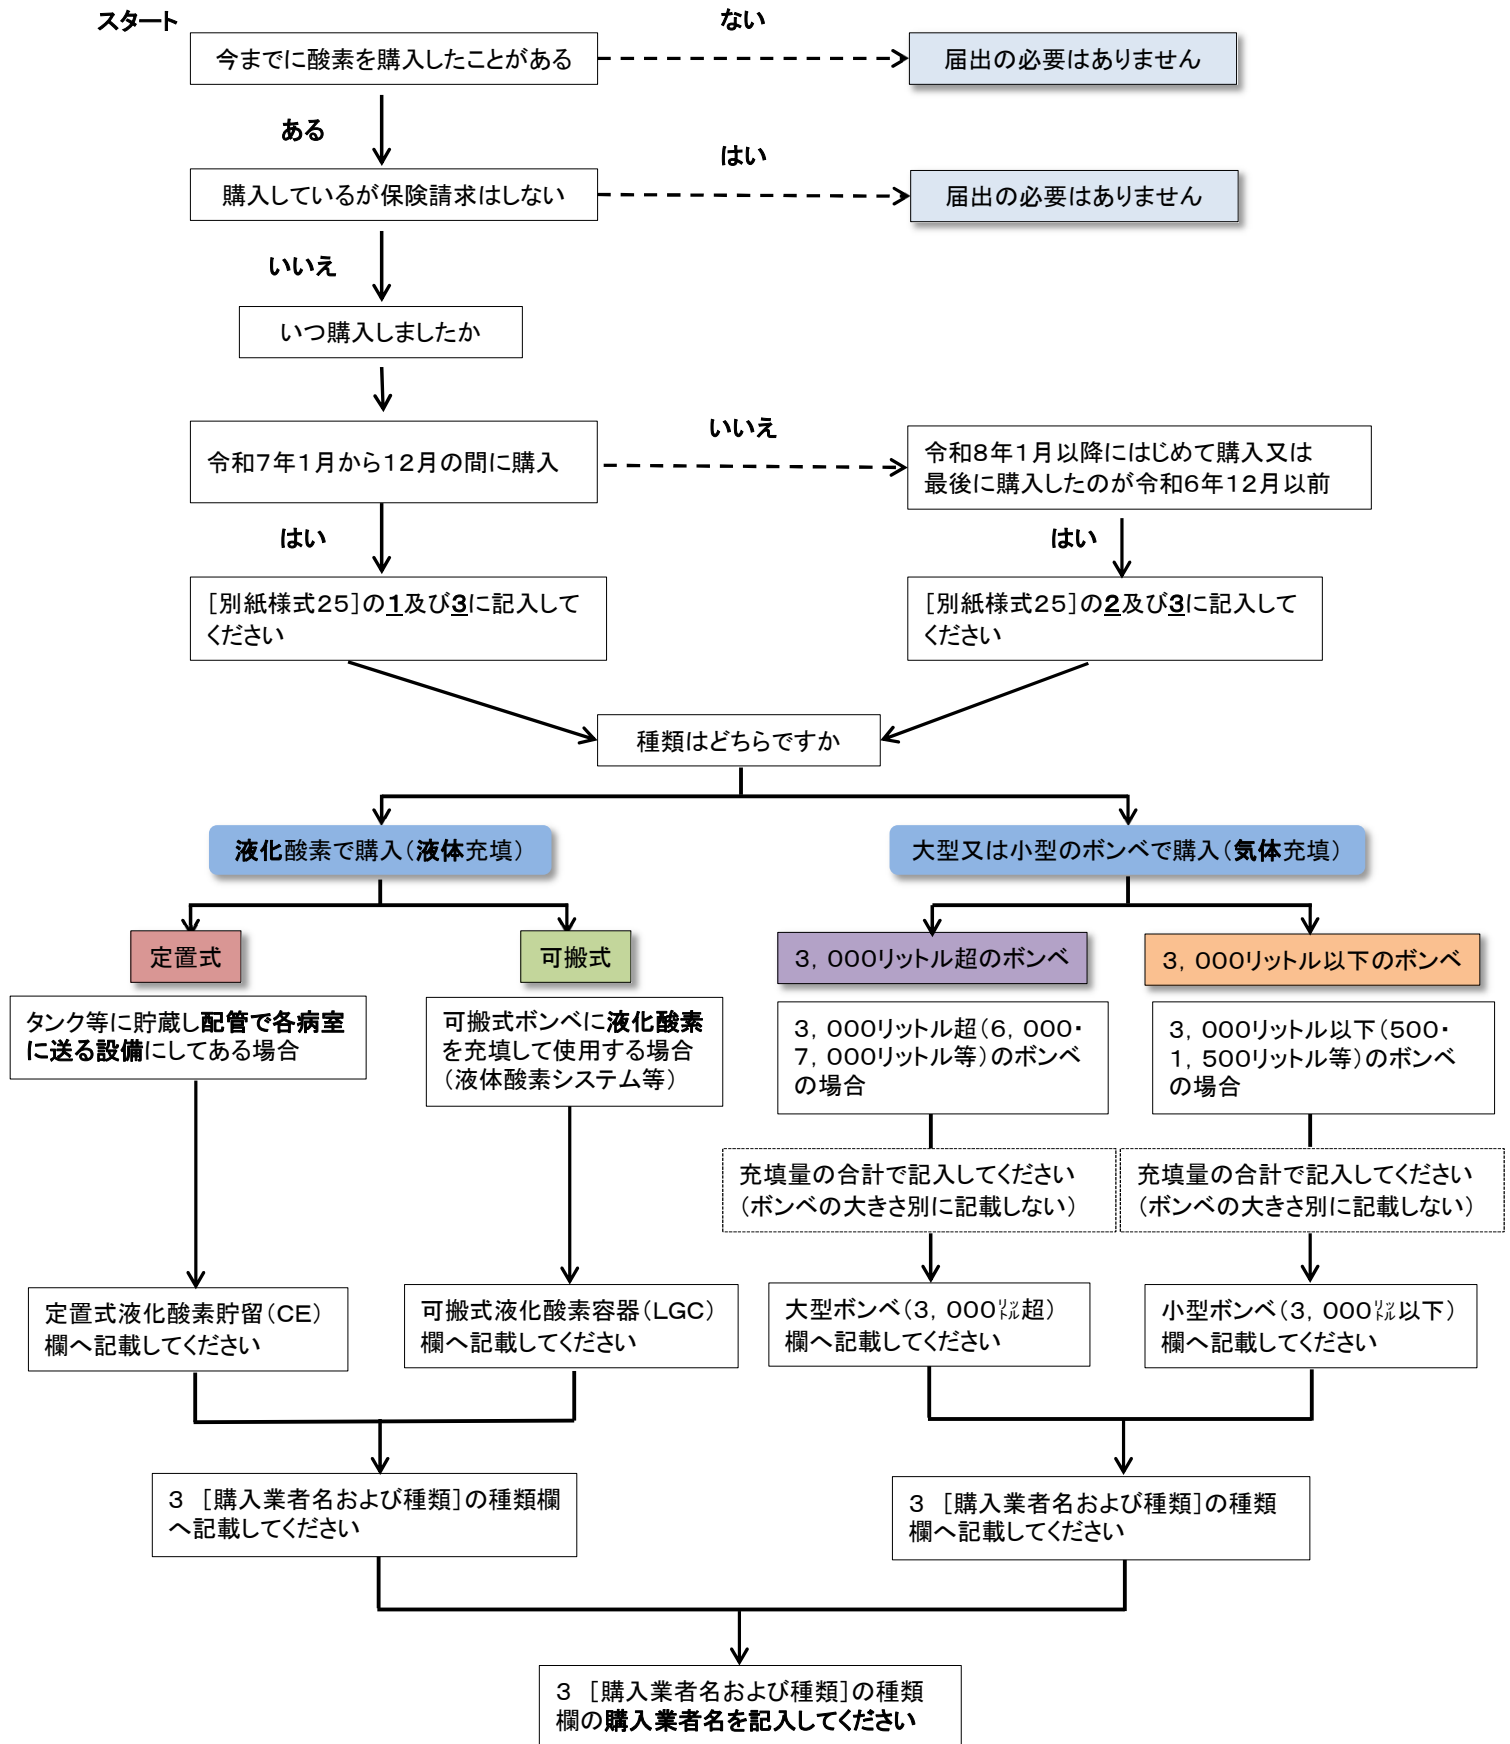 スタート
ない
今までに酸素を購入したことがある
届出の必要はありません
ある
はい
購入しているが保険請求はしない
届出の必要はありません
いいえ
いつ購入しましたか
いいえ
令和7年1月から12月の間に購入
令和8年1月以降にはじめて購入又は
最後に購入したのが令和6年12月以前
はい
はい
[別紙様式25]の1及び3に記入して
ください
[別紙様式25]の2及び3に記入して
ください
種類はどちらですか
液化酸素で購入(液体充填)
大型又は小型のボンベで購入(気体充填)
定置式
可搬式
3,000リットル超のボンベ
3,000リットル以下のボンベ
タンク等に貯蔵し配管で各病室
に送る設備にしてある場合
可搬式ボンベに液化酸素
を充填して使用する場合
(液体酸素システム等)
3,000リットル超(6,000・
7,000リットル等)のボンベ
の場合
3,000リットル以下(500・
1,500リットル等)のボンベ
の場合
充填量の合計で記入してください
(ボンベの大きさ別に記載しない)
充填量の合計で記入してください
(ボンベの大きさ別に記載しない)
定置式液化酸素貯留(CE)
欄へ記載してください
可搬式液化酸素容器(LGC)
欄へ記載してください
大型ボンベ(3,000㍑超)
欄へ記載してください
小型ボンベ(3,000㍑以下)
欄へ記載してください
3 [購入業者名および種類]の種類欄
へ記載してください
3 [購入業者名および種類]の種類
欄へ記載してください
3 [購入業者名および種類]の種類
欄の購入業者名を記入してください